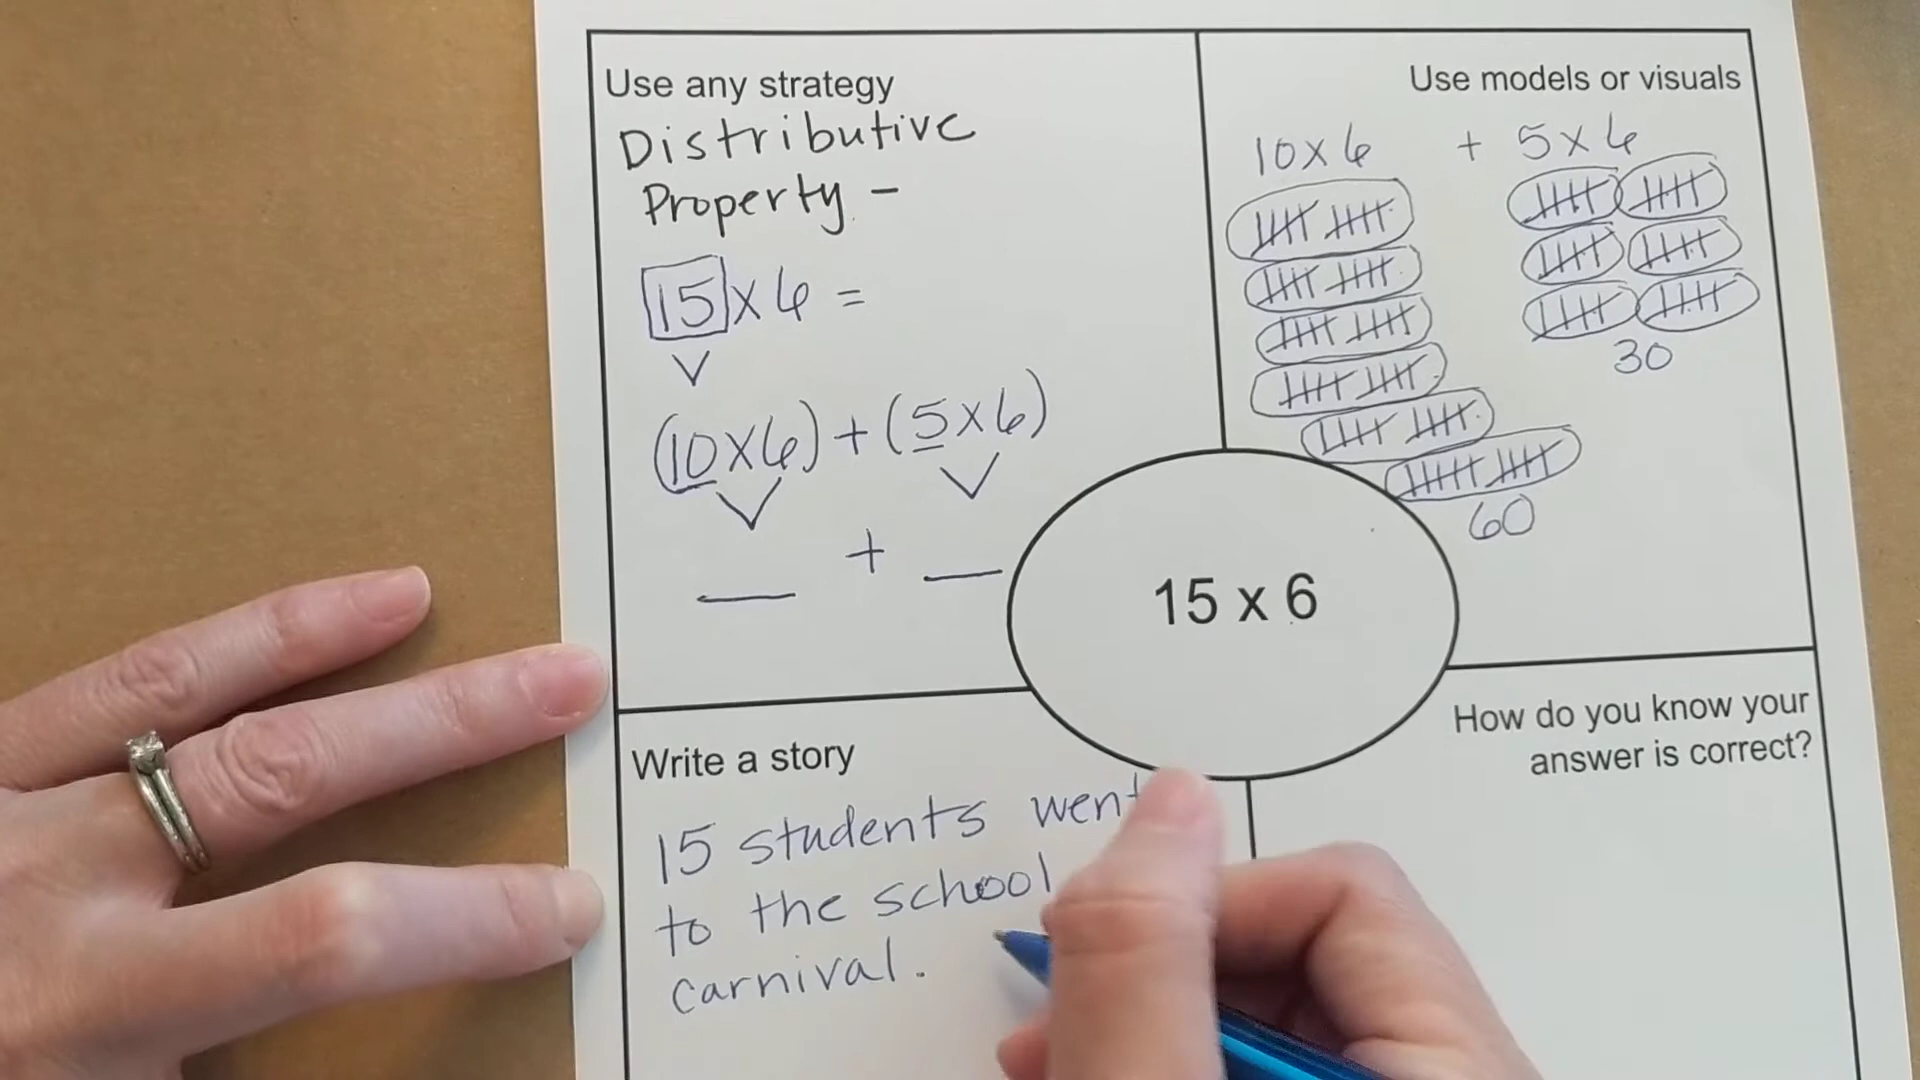 Use any strategy
Distributive
Property -
15 x 6 =
(10 x 6) + (5 x 6)
__ + __
Use models or visuals
10 x 6 + 5 x 6
30
60
15 x 6
Write a story
15 students went
to the school
carnival.
How do you know your
answer is correct?